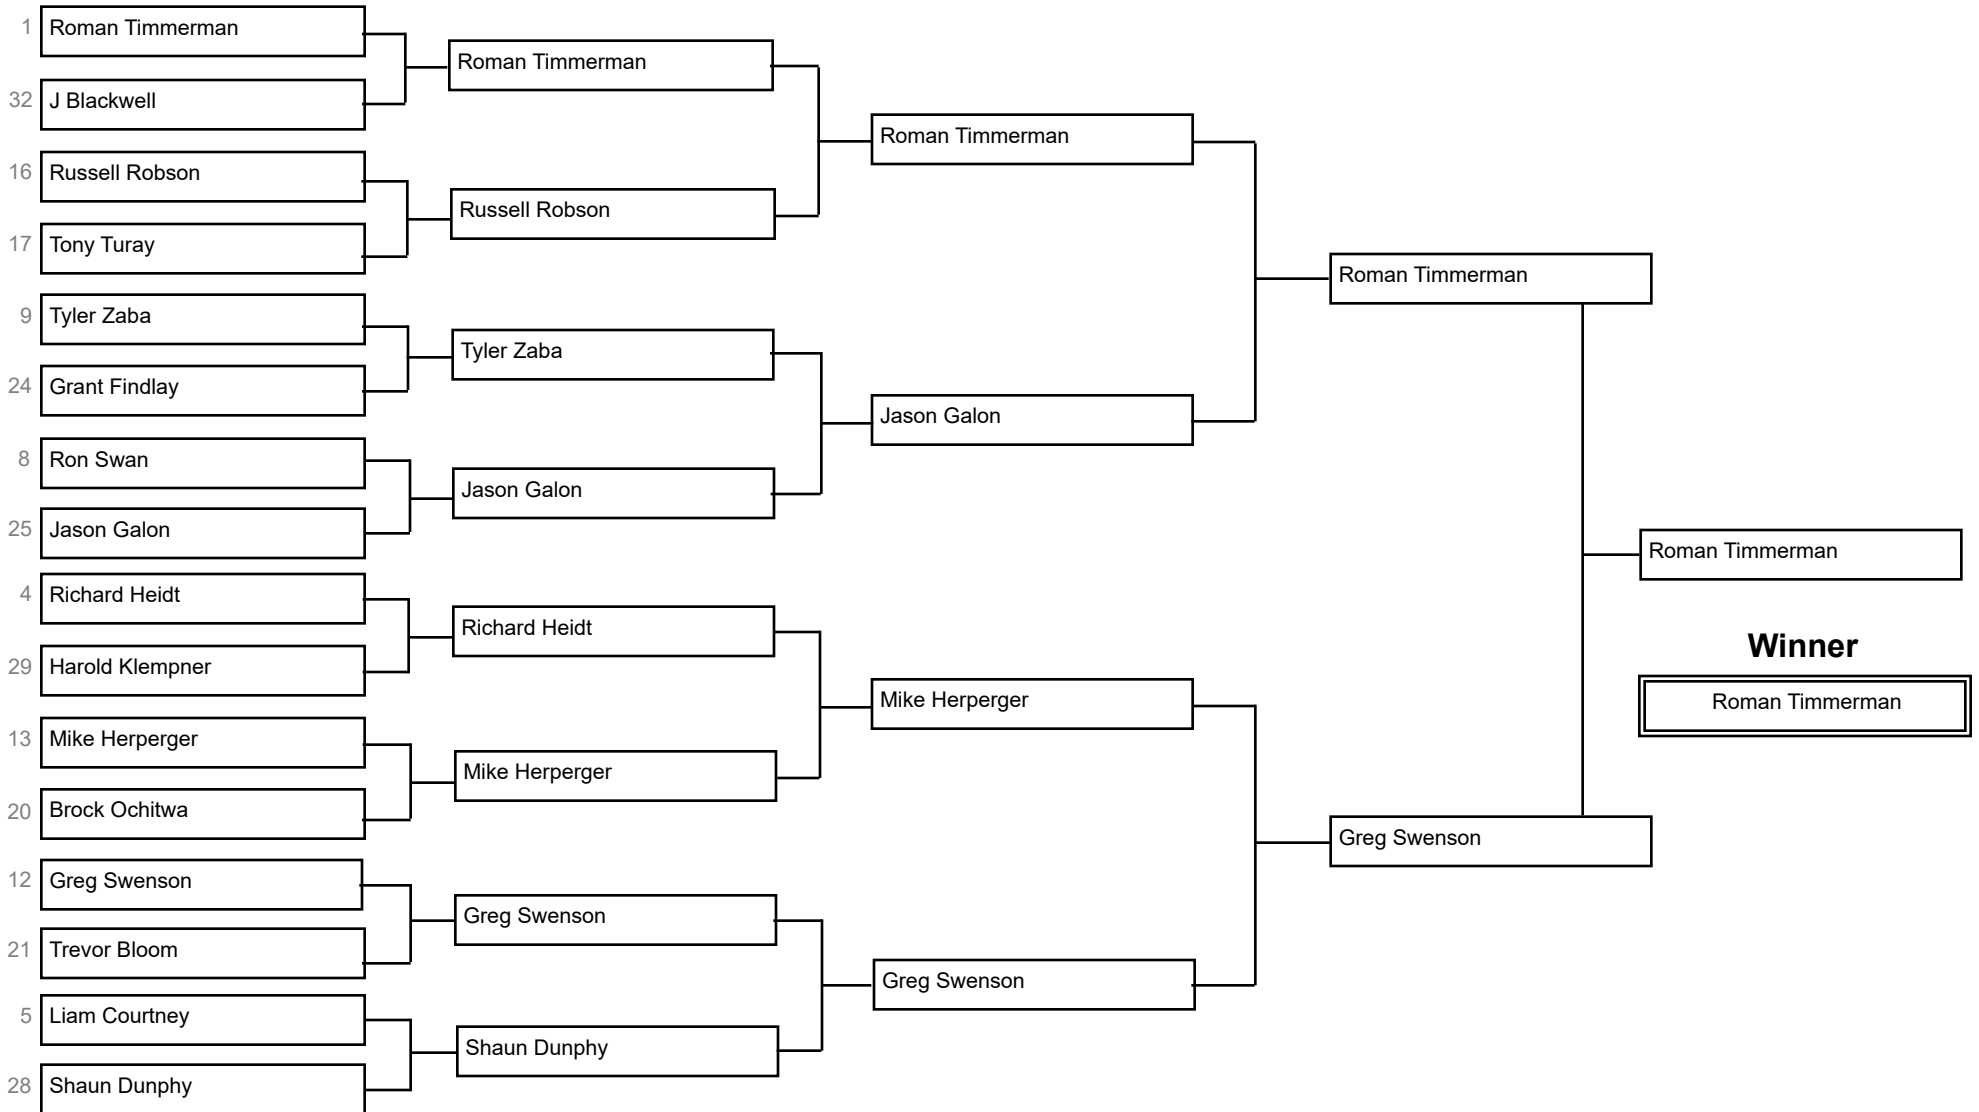 1 Roman Timmerman
32 J Blackwell
16 Russell Robson
17 Tony Turay
9 Tyler Zaba
24 Grant Findlay
8 Ron Swan
25 Jason Galon
4 Richard Heidt
29 Harold Klempner
13 Mike Herperger
20 Brock Ochitwa
12 Greg Swenson
21 Trevor Bloom
5 Liam Courtney
28 Shaun Dunphy
Roman Timmerman
Russell Robson
Tyler Zaba
Jason Galon
Richard Heidt
Mike Herperger
Greg Swenson
Shaun Dunphy
Roman Timmerman
Jason Galon
Mike Herperger
Greg Swenson
Roman Timmerman
Greg Swenson
Roman Timmerman
Winner
Roman Timmerman